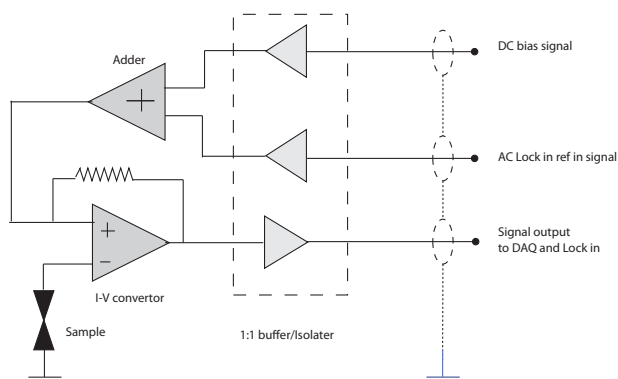 DC bias signal
Adder
+
AC Lock in ref in signal
+
−
Signal output
to DAQ and Lock in
I-V convertor
Sample
1:1 buffer/Isolater